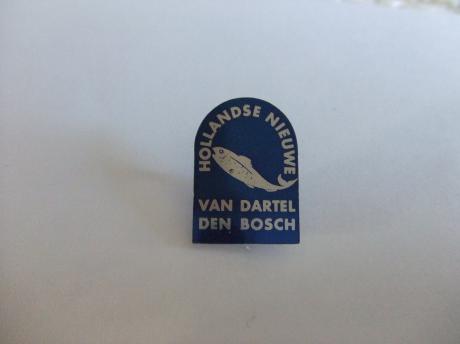 HOLLANDSE NIEUWE
VAN DARTEL
DEN BOSCH